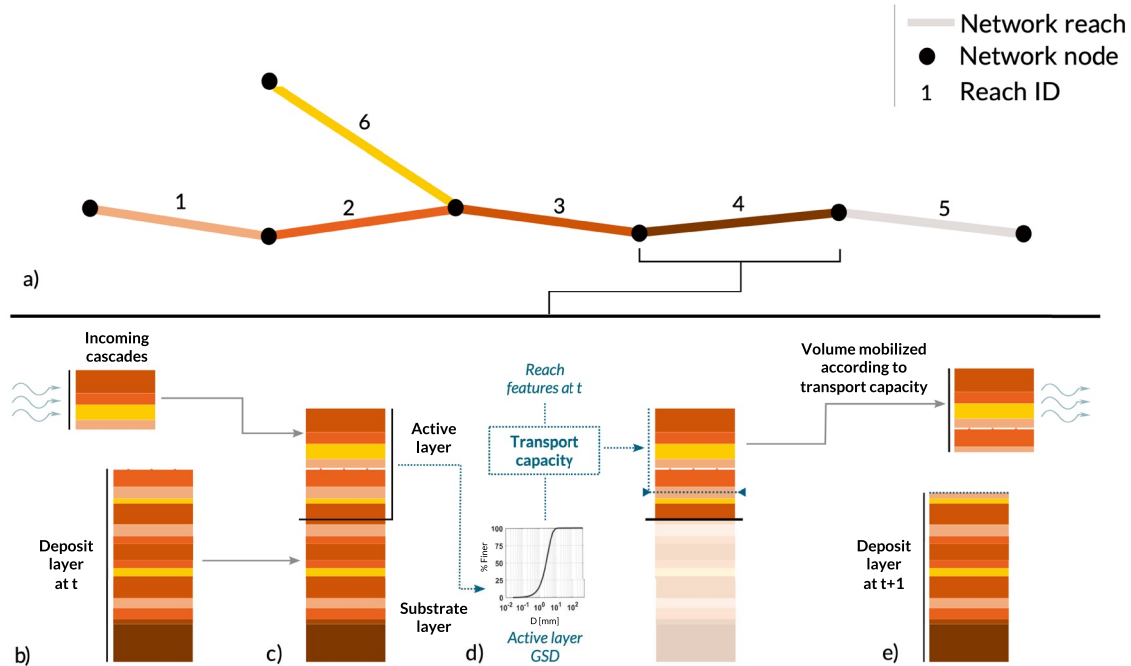 Network reach
Network node
1 Reach ID
6
1
2
3
4
5
a)
Incoming
cascades
Deposit
layer
at t
b)
Active
layer
Substrate
layer
c)
Reach
features at t
Transport
capacity
100
75
50
25
0
% Finer
10-2 10-1 100 101 102
D [mm]
Active layer
GSD
d)
Volume mobilized
according to
transport capacity
Deposit
layer
at t+1
e)